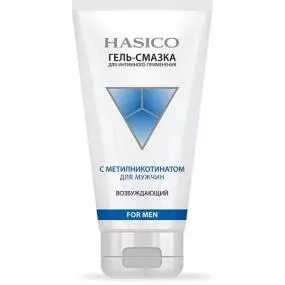 HASICO
ГЕЛЬ-СМАЗКА
ДЛЯ ИНТИМНОГО ПРИМЕНЕНИЯ
С МЕТИЛНИКОТИНАТОМ
ДЛЯ МУЖЧИН
ВОЗБУЖДАЮЩИЙ
FOR MEN